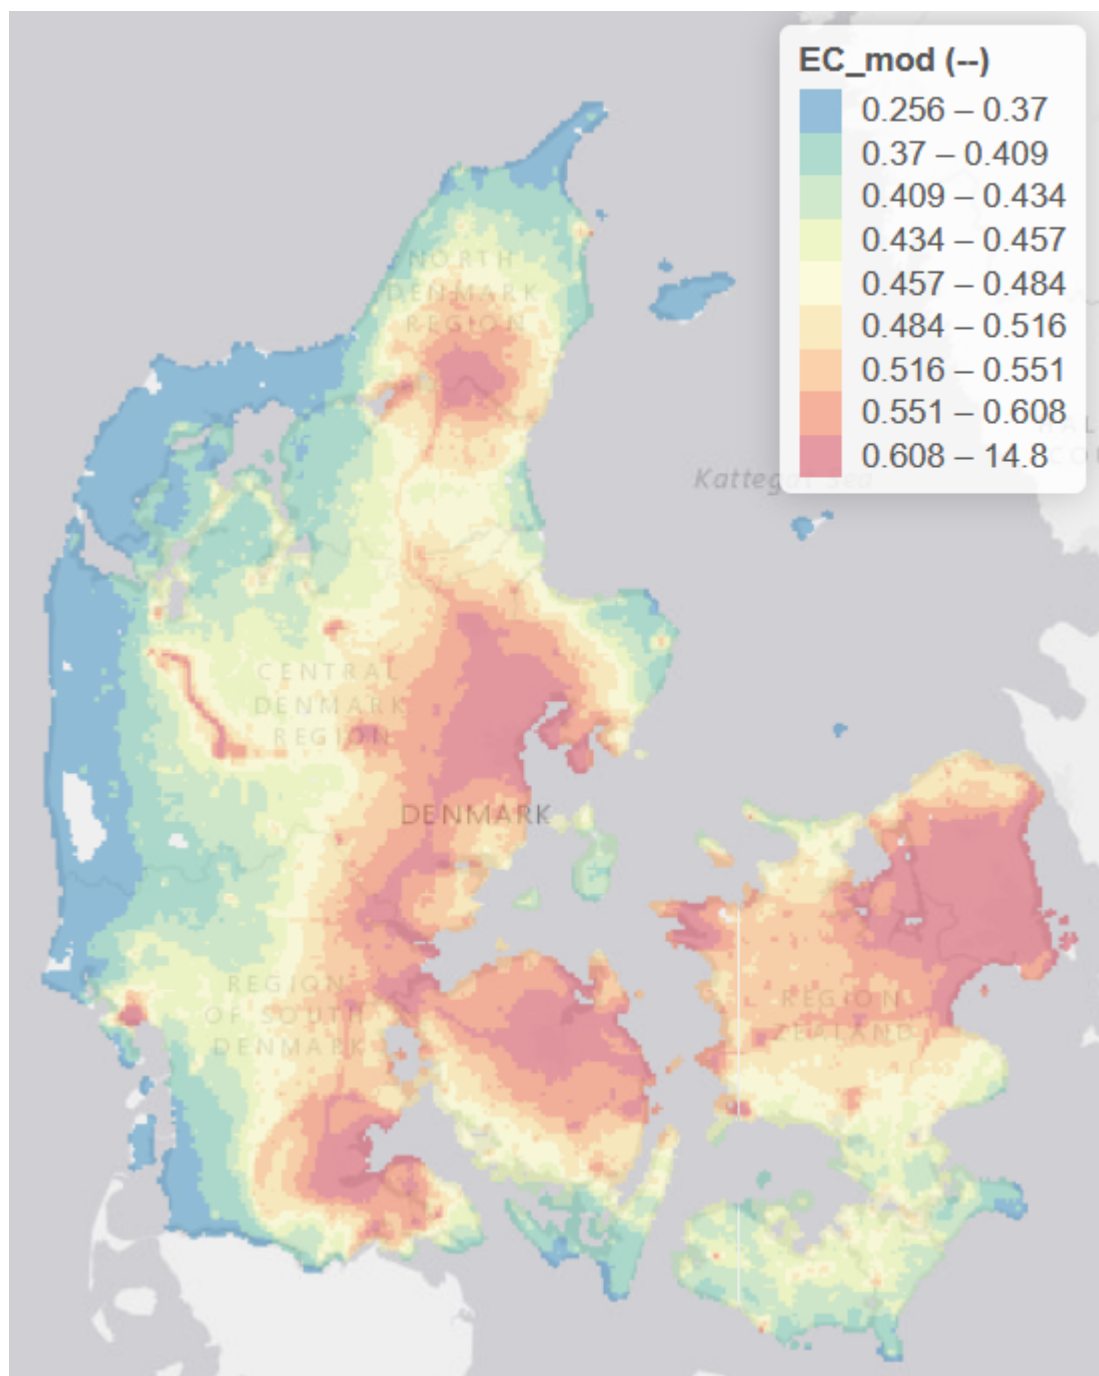 EC_mod (--)
0.256 – 0.37
0.37 – 0.409
0.409 – 0.434
0.434 – 0.457
0.457 – 0.484
0.484 – 0.516
0.516 – 0.551
0.551 – 0.608
0.608 – 14.8
NORTH
DENMARK
REGION
Kattegat Sea
CENTRAL
DENMARK
REGION
DENMARK
REGION
OF SOUTH
DENMARK
REGION
ZEALAND